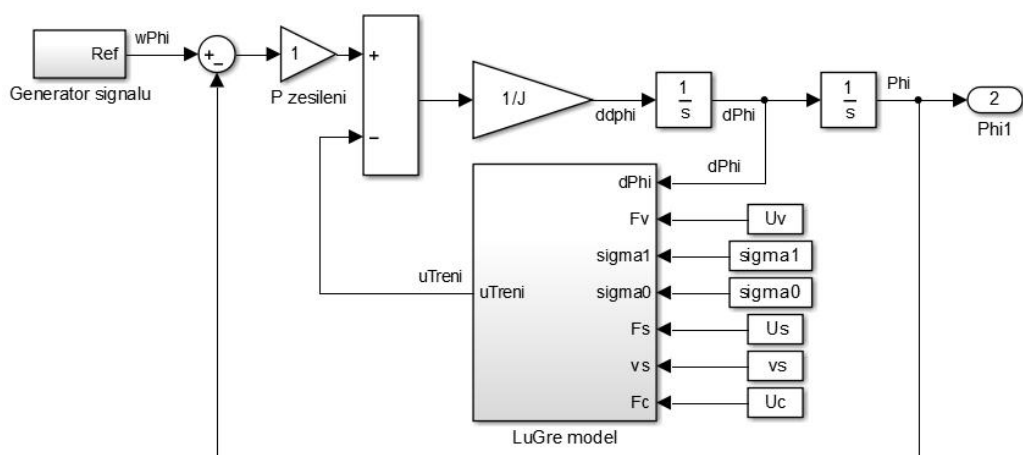 Ref
wPhi
Generator signalu
+
−
1
P zesileni
+
−
1/J
ddphi
1
s
dPhi
1
s
Phi
2
Phi1
dPhi
dPhi
Fv
Uv
sigma1
sigma1
uTreni
uTreni
sigma0
sigma0
Fs
Us
vs
vs
Fc
Uc
LuGre model